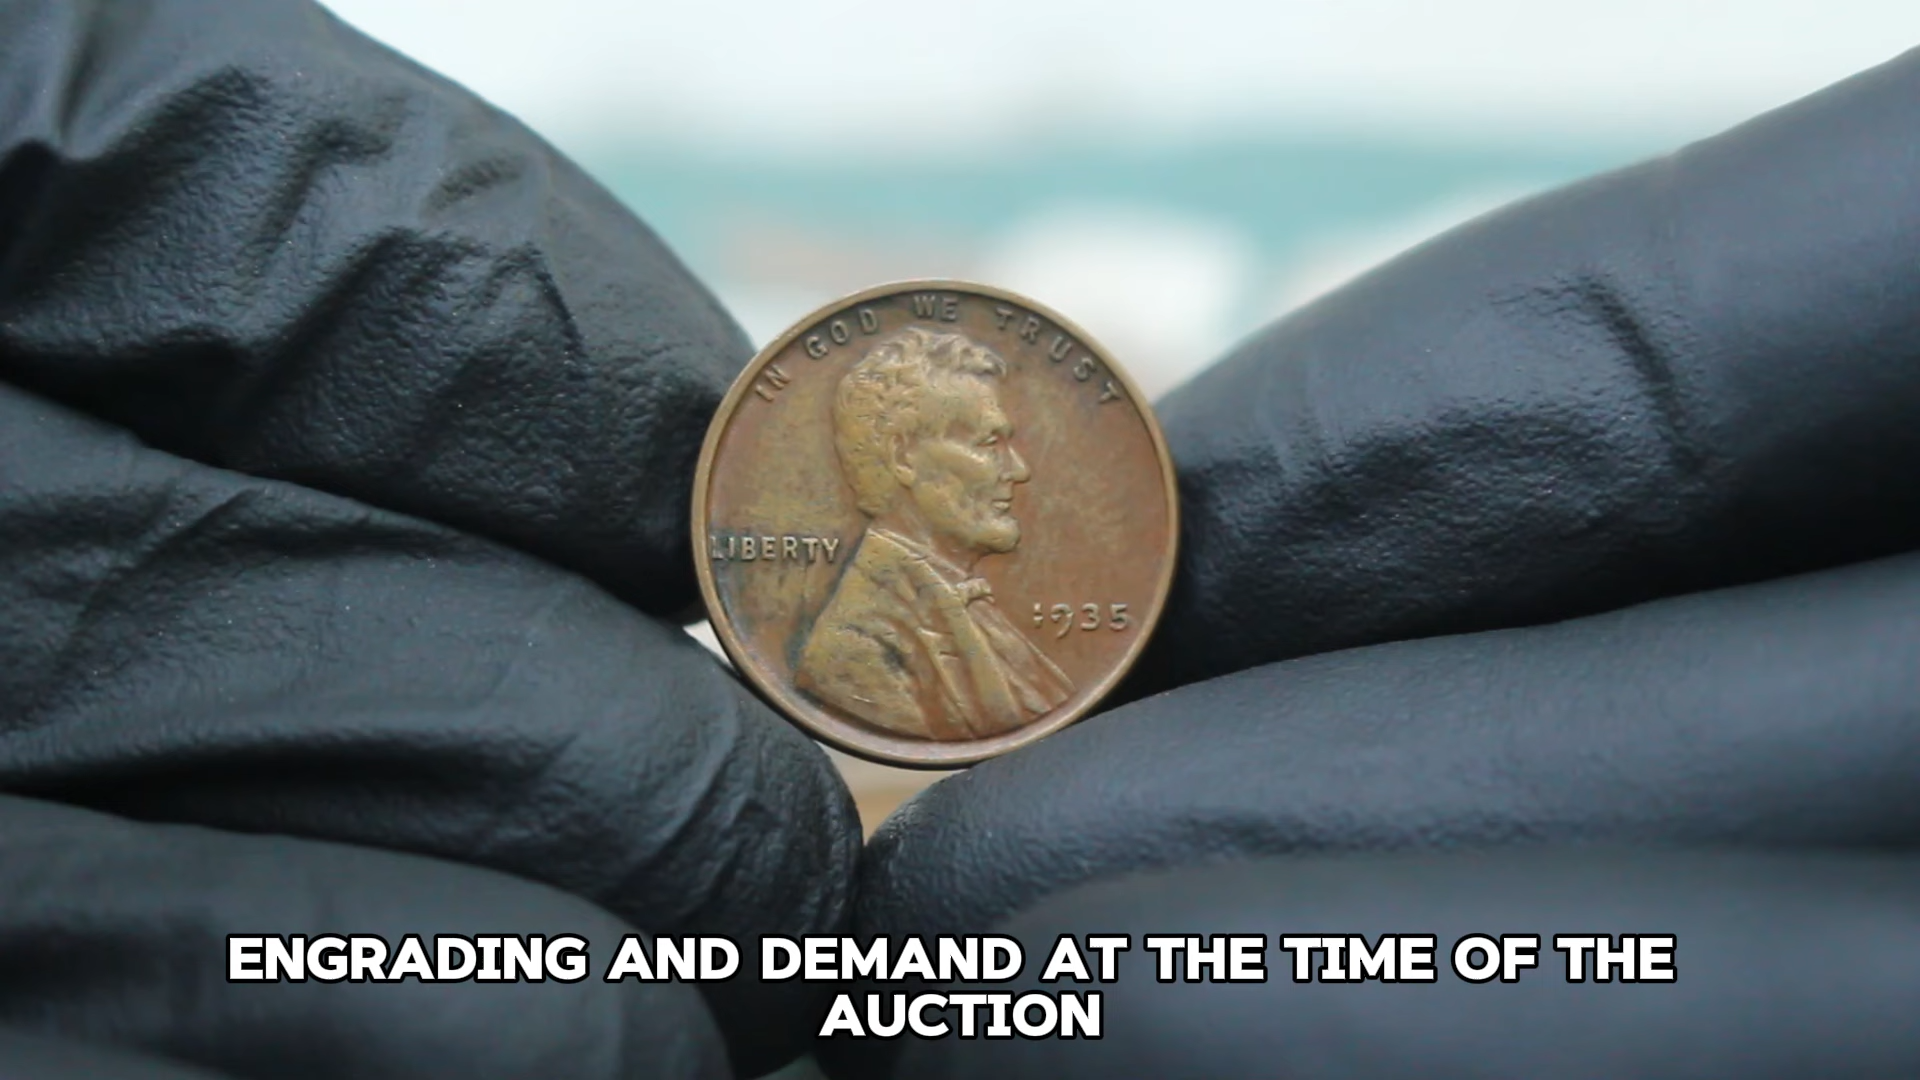 IN GOD WE TRUST
LIBERTY
1935
ENGRADING AND DEMAND AT THE TIME OF THE
AUCTION